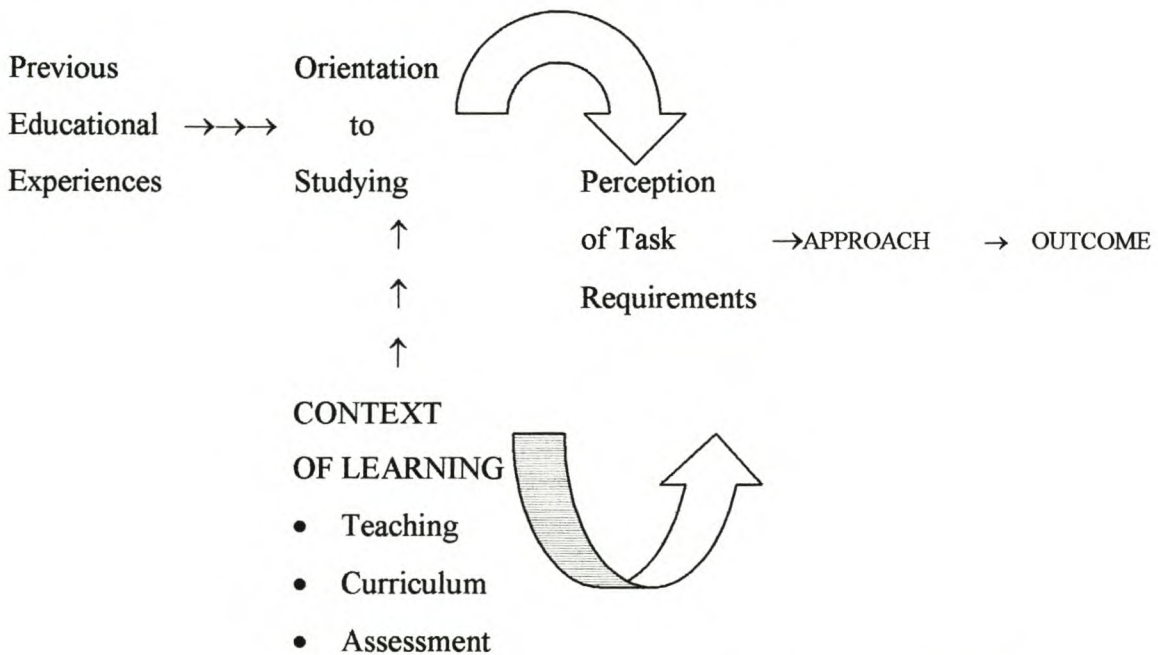 Previous
Educational →→→
Experiences
Orientation
to
Studying
Perception
of Task
Requirements
→APPROACH → OUTCOME
↑
↑
↑
CONTEXT
OF LEARNING
• Teaching
• Curriculum
• Assessment